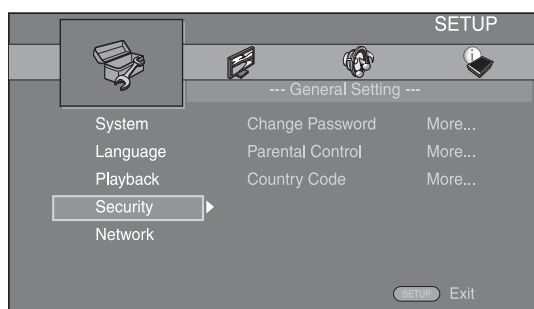 SETUP
--- General Setting ---
System
Change Password More...
Language
Parental Control More...
Playback
Country Code More...
Security
Network
SETUP Exit